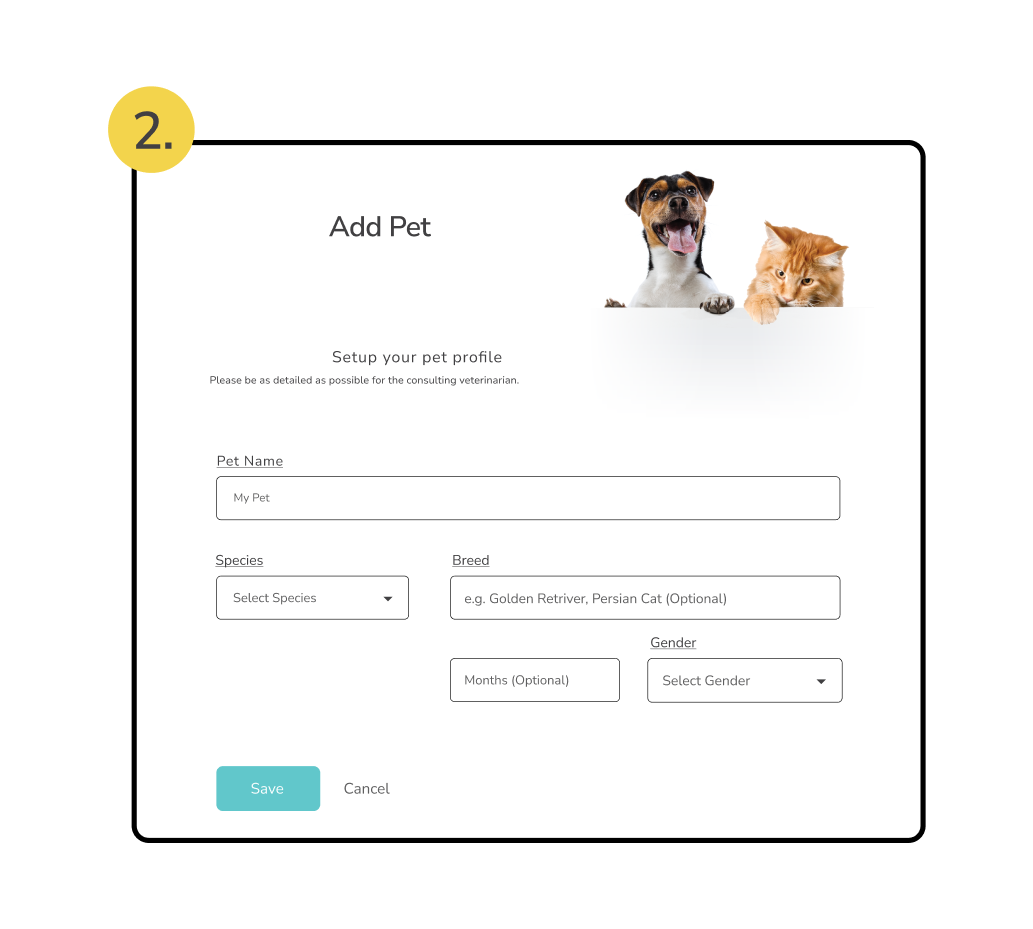 2.
Add Pet
Setup your pet profile
Please be as detailed as possible for the consulting veterinarian.
Pet Name
My Pet
Species
Breed
Select Species
e.g. Golden Retriver, Persian Cat (Optional)
Gender
Months (Optional)
Select Gender
Save
Cancel